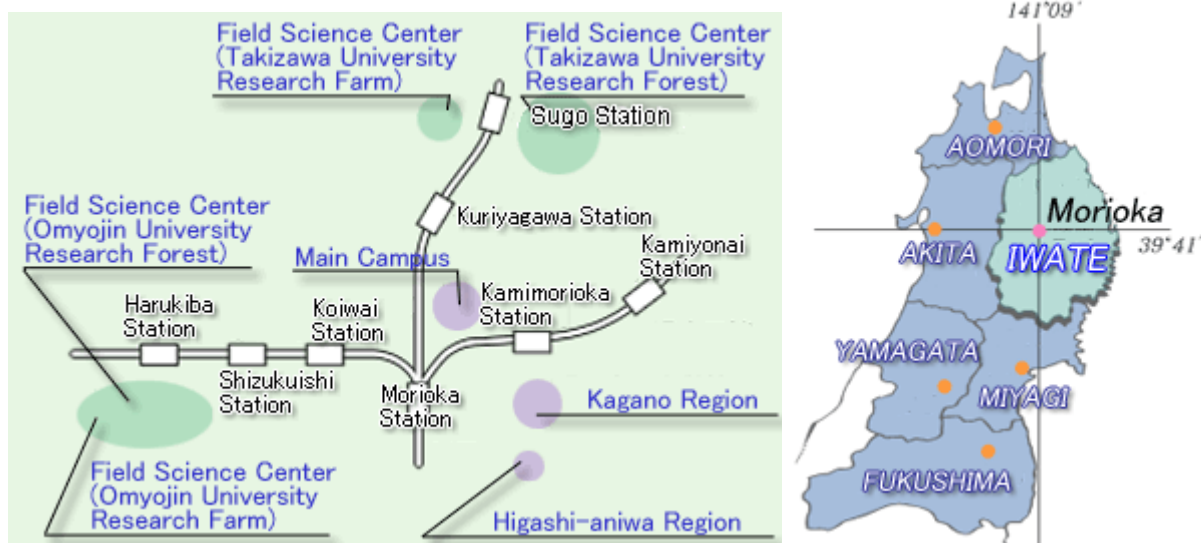 Field Science Center
(Takizawa University
Research Farm)
Field Science Center
(Takizawa University
Research Forest)
Sugo Station
Field Science Center
(Omyojin University
Research Forest)
Kuriyagawa Station
Main Campus
Kamiyonai
Station
Harukiba
Station
Koiwai
Station
Kamimorioka
Station
Shizukuishi
Station
Morioka
Station
Kagano Region
Field Science Center
(Omyojin University
Research Farm)
Higashi-aniwa Region
141°09'
AOMORI
Morioka
39°41'
AKITA
IWATE
YAMAGATA
MIYAGI
FUKUSHIMA